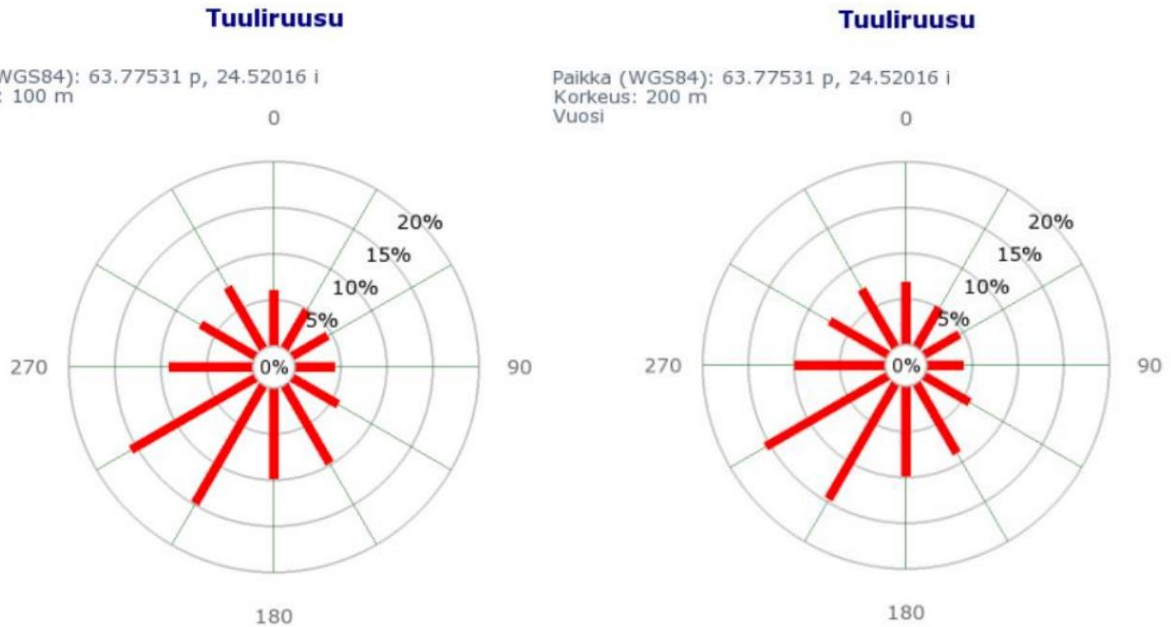 Tuuliruusu
WGS84): 63.77531 p, 24.52016 i
: 100 m
0
20%
15%
10%
5%
0%
270
90
180
Tuuliruusu
Paikka (WGS84): 63.77531 p, 24.52016 i
Korkeus: 200 m
Vuosi
0
20%
15%
10%
5%
0%
270
90
180